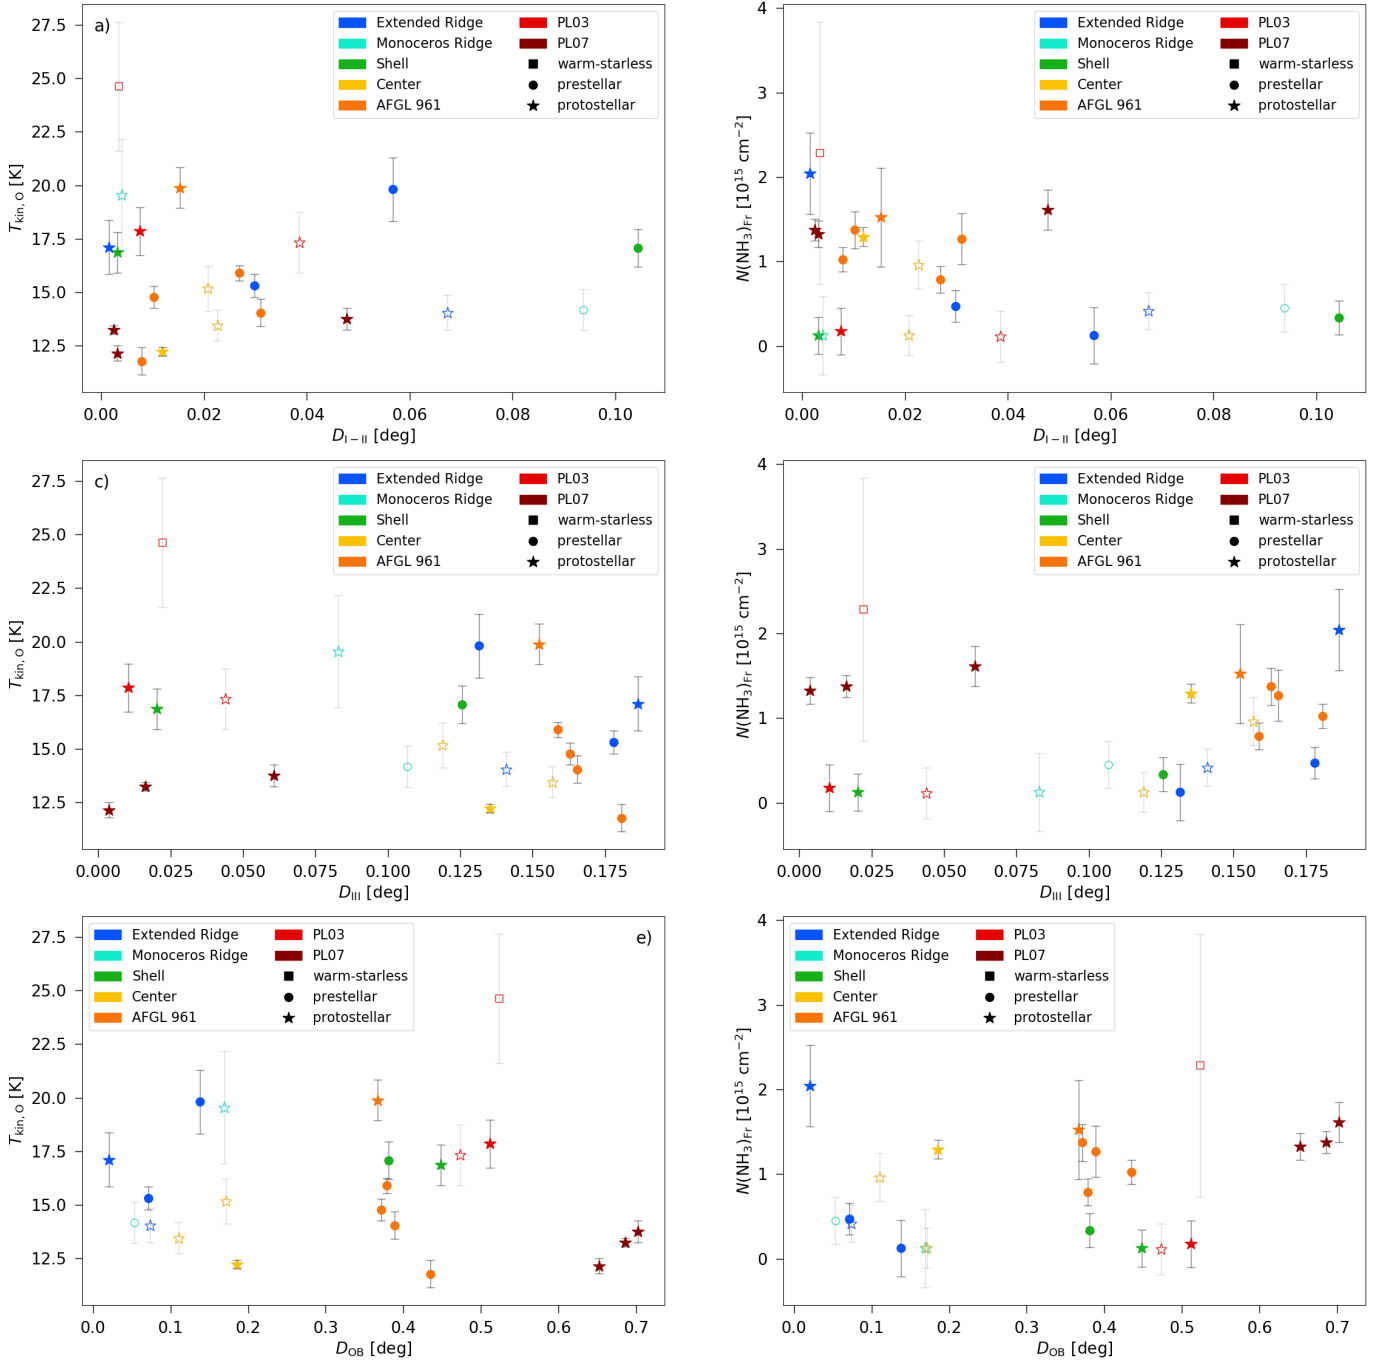 a)
27.5
25.0
22.5
20.0
17.5
15.0
12.5
T_kin, O [K]
0.00 0.02 0.04 0.06 0.08 0.10
D_I − II [deg]
Extended Ridge PL03
Monoceros Ridge PL07
Shell warm-starless
Center prestellar
AFGL 961 protostellar
4
3
2
1
0
N(NH₃)_Fr [10¹⁵ cm⁻²]
0.00 0.02 0.04 0.06 0.08 0.10
D_I − II [deg]
Extended Ridge PL03
Monoceros Ridge PL07
Shell warm-starless
Center prestellar
AFGL 961 protostellar
c)
27.5
25.0
22.5
20.0
17.5
15.0
12.5
T_kin, O [K]
0.000 0.025 0.050 0.075 0.100 0.125 0.150 0.175
D_III [deg]
Extended Ridge PL03
Monoceros Ridge PL07
Shell warm-starless
Center prestellar
AFGL 961 protostellar
4
3
2
1
0
N(NH₃)_Fr [10¹⁵ cm⁻²]
0.000 0.025 0.050 0.075 0.100 0.125 0.150 0.175
D_III [deg]
Extended Ridge PL03
Monoceros Ridge PL07
Shell warm-starless
Center prestellar
AFGL 961 protostellar
e)
27.5
25.0
22.5
20.0
17.5
15.0
12.5
T_kin, O [K]
0.0 0.1 0.2 0.3 0.4 0.5 0.6 0.7
D_OB [deg]
Extended Ridge PL03
Monoceros Ridge PL07
Shell warm-starless
Center prestellar
AFGL 961 protostellar
4
3
2
1
0
N(NH₃)_Fr [10¹⁵ cm⁻²]
0.0 0.1 0.2 0.3 0.4 0.5 0.6 0.7
D_OB [deg]
Extended Ridge PL03
Monoceros Ridge PL07
Shell warm-starless
Center prestellar
AFGL 961 protostellar